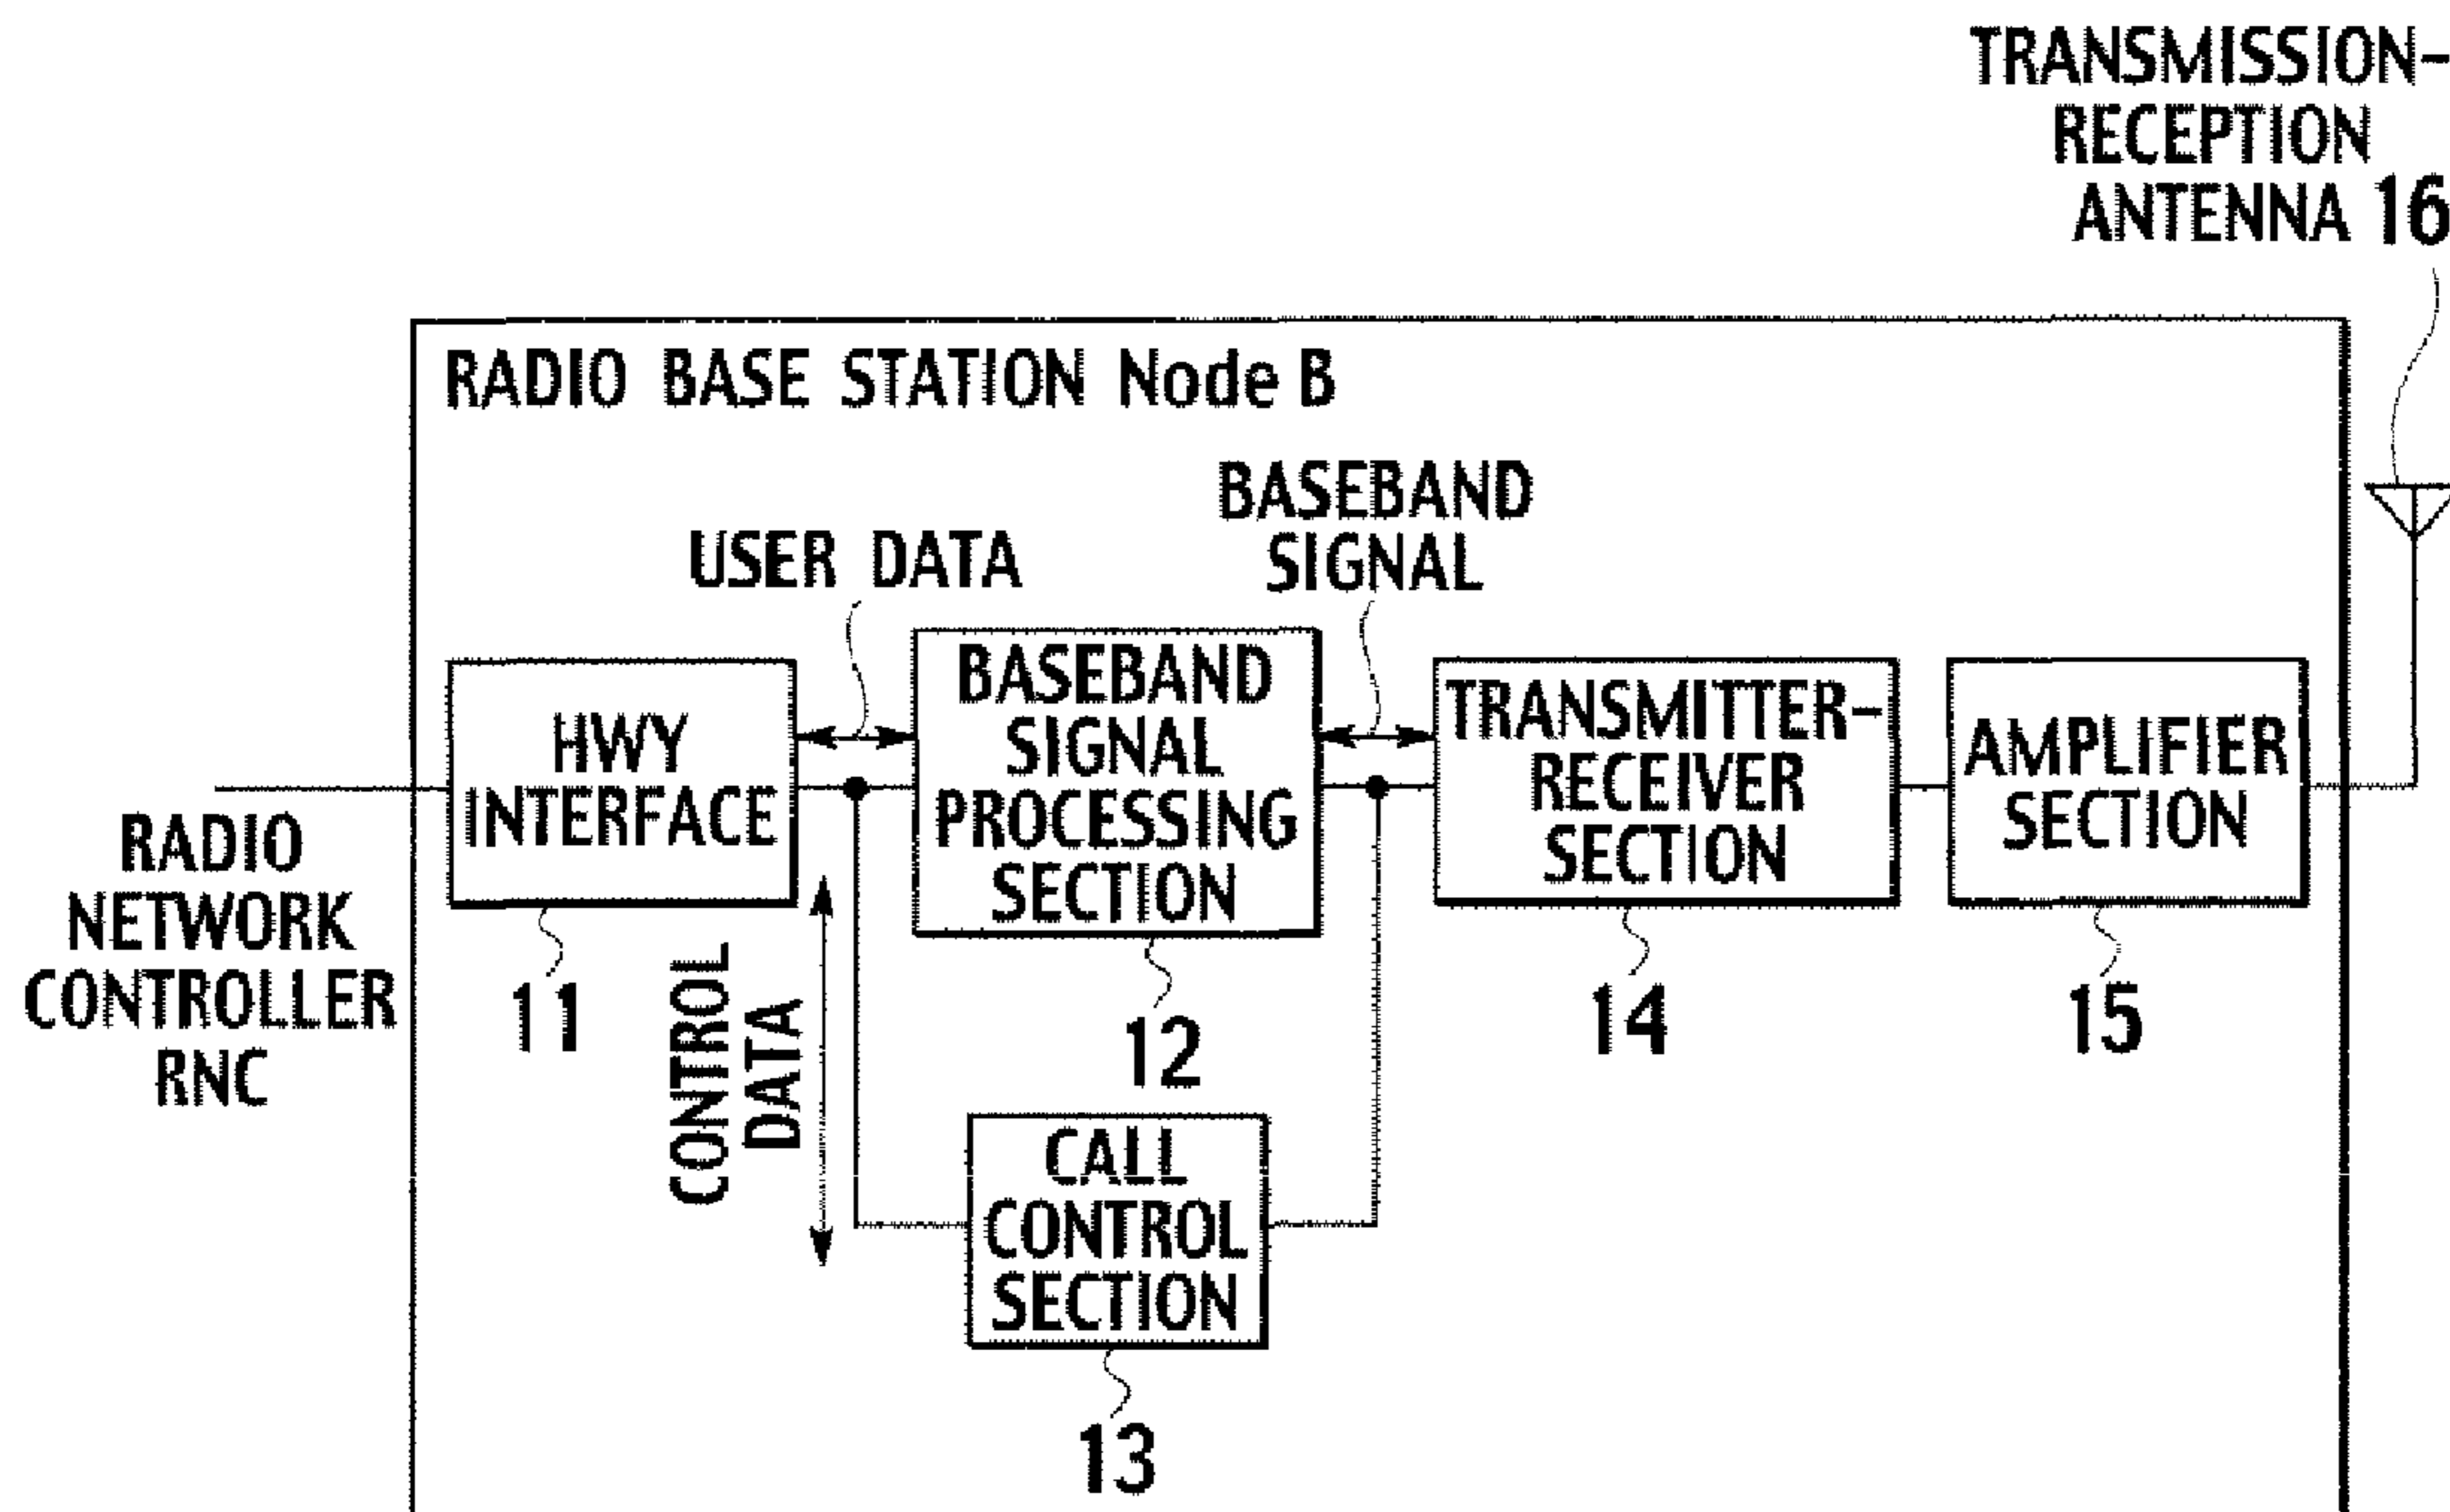 TRANSMISSION-
RECEPTION
ANTENNA 16
RADIO BASE STATION Node B
BASEBAND
SIGNAL
USER DATA
HWY
INTERFACE
BASEBAND
SIGNAL
PROCESSING
SECTION
TRANSMITTER-
RECEIVER
SECTION
AMPLIFIER
SECTION
RADIO
NETWORK
CONTROLLER
RNC
11
12
14
15
CONTROL
DATA
CALL
CONTROL
SECTION
13